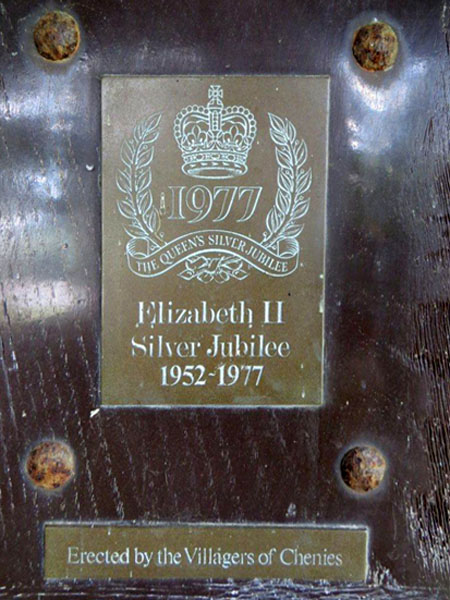 1977
THE QUEEN'S SILVER JUBILEE
Elizabeth II
Silver Jubilee
1952-1977
Erected by the Villagers of Chenies